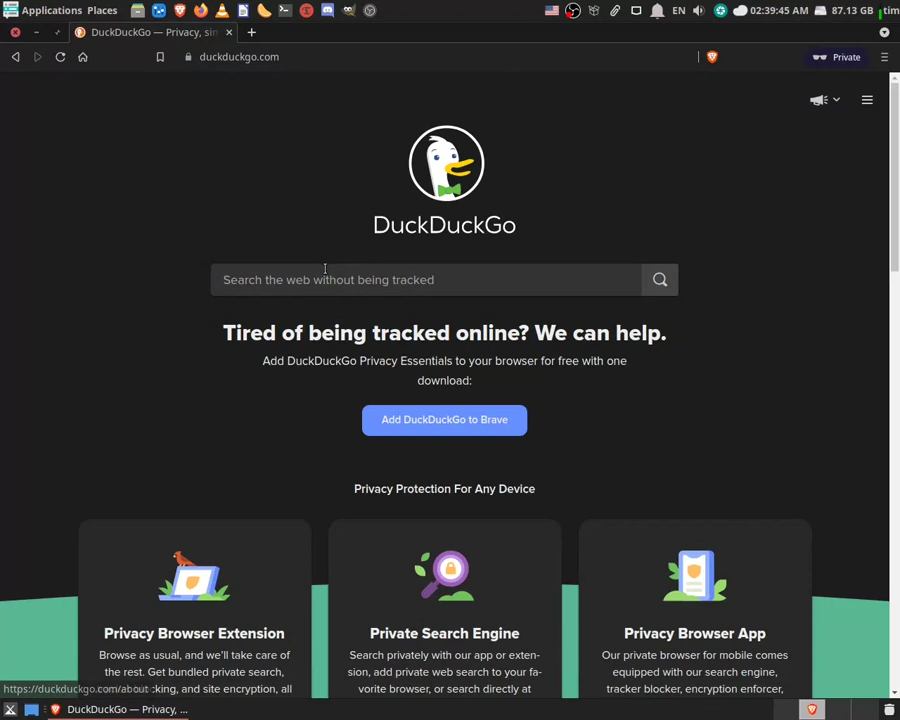 Applications Places EN 02:39:45 AM 87.13 GB tim
DuckDuckGo — Privacy, sim
duckduckgo.com Private
DuckDuckGo
Search the web without being tracked
Tired of being tracked online? We can help.
Add DuckDuckGo Privacy Essentials to your browser for free with one
download:
Add DuckDuckGo to Brave
Privacy Protection For Any Device
Privacy Browser Extension
Browse as usual, and we’ll take care of
the rest. Get bundled private search,
cking, and site encryption, all
Private Search Engine
Search privately with our app or exten-
sion, add private web search to your fa-
vorite browser, or search directly at
Privacy Browser App
Our private browser for mobile comes
equipped with our search engine,
tracker blocker, encryption enforcer,
https://duckduckgo.com/about
DuckDuckGo — Privacy, ...